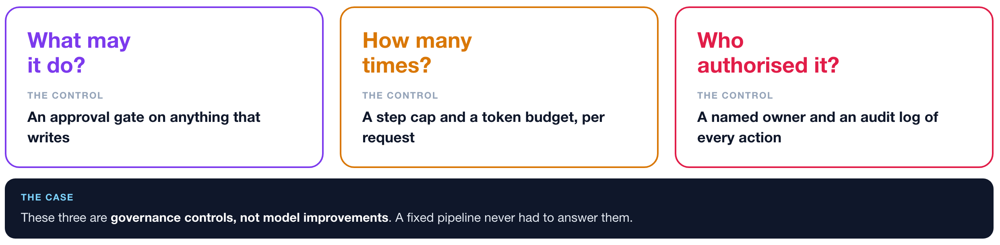 What may
it do?
THE CONTROL
An approval gate on anything that
writes
How many
times?
THE CONTROL
A step cap and a token budget, per
request
Who
authorised it?
THE CONTROL
A named owner and an audit log of
every action
THE CASE
These three are governance controls, not model improvements. A fixed pipeline never had to answer them.